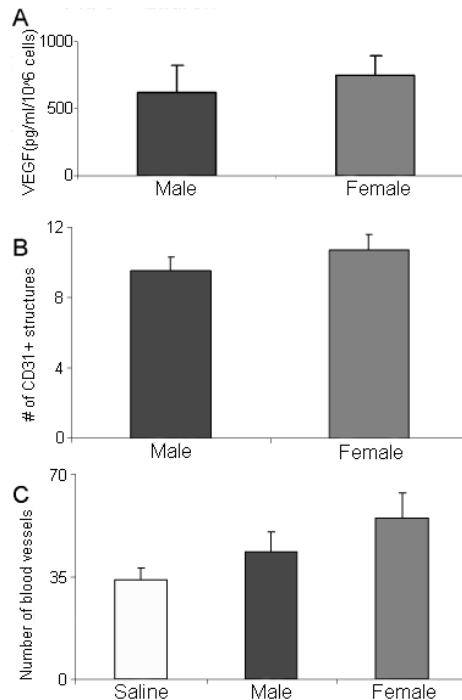 A
VEGF(pg/ml/10^6 cells)
1000
500
0
Male Female
B
# of CD31+ structures
12
8
4
0
Male Female
C
Number of blood vessels
70
35
0
Saline Male Female